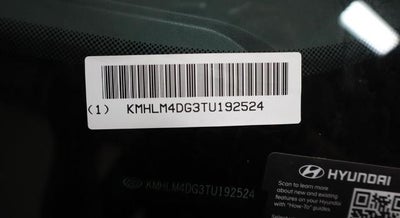 (1) KMHLM4DG3TU192524
KMHLM4DG3TU192524
HYUNDAI
Scan to learn more
about new and existing
features on your Hyundai
with "How-To" guides.